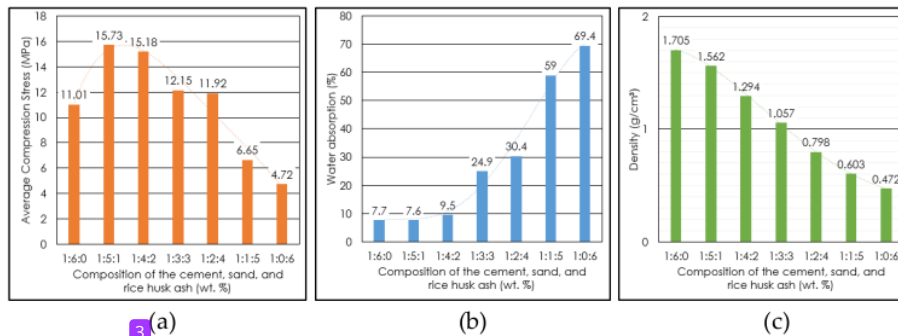 18
16
14
12
10
8
6
4
2
0
Average Compression Stress (MPa)
11.01
15.73
15.18
12.15
11.92
6.65
4.72
1:6:0 1:5:1 1:4:2 1:3:3 1:2:4 1:1:5 1:0:6
Composition of the cement, sand, and
rice husk ash (wt. %)
3
(a)
80
70
60
50
40
30
20
10
0
Water absorption (%)
7.7
7.6
9.5
24.9
30.4
59
69.4
1:6:0 1:5:1 1:4:2 1:3:3 1:2:4 1:1:5 1:0:6
Composition of the cement, sand, and
rice husk ash (wt. %)
(b)
2
1
0
Density (g/cm³)
1.705
1.562
1.294
1.057
0.798
0.603
0.472
1:6:0 1:5:1 1:4:2 1:3:3 1:2:4 1:1:5 1:0:6
Composition of the cement, sand, and
rice husk ash (wt. %)
(c)